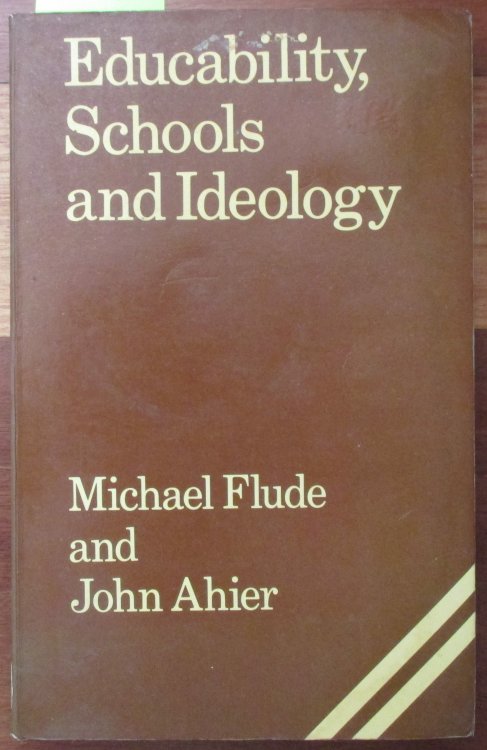 Educability,
Schools
and Ideology
Michael Flude
and
John Ahier